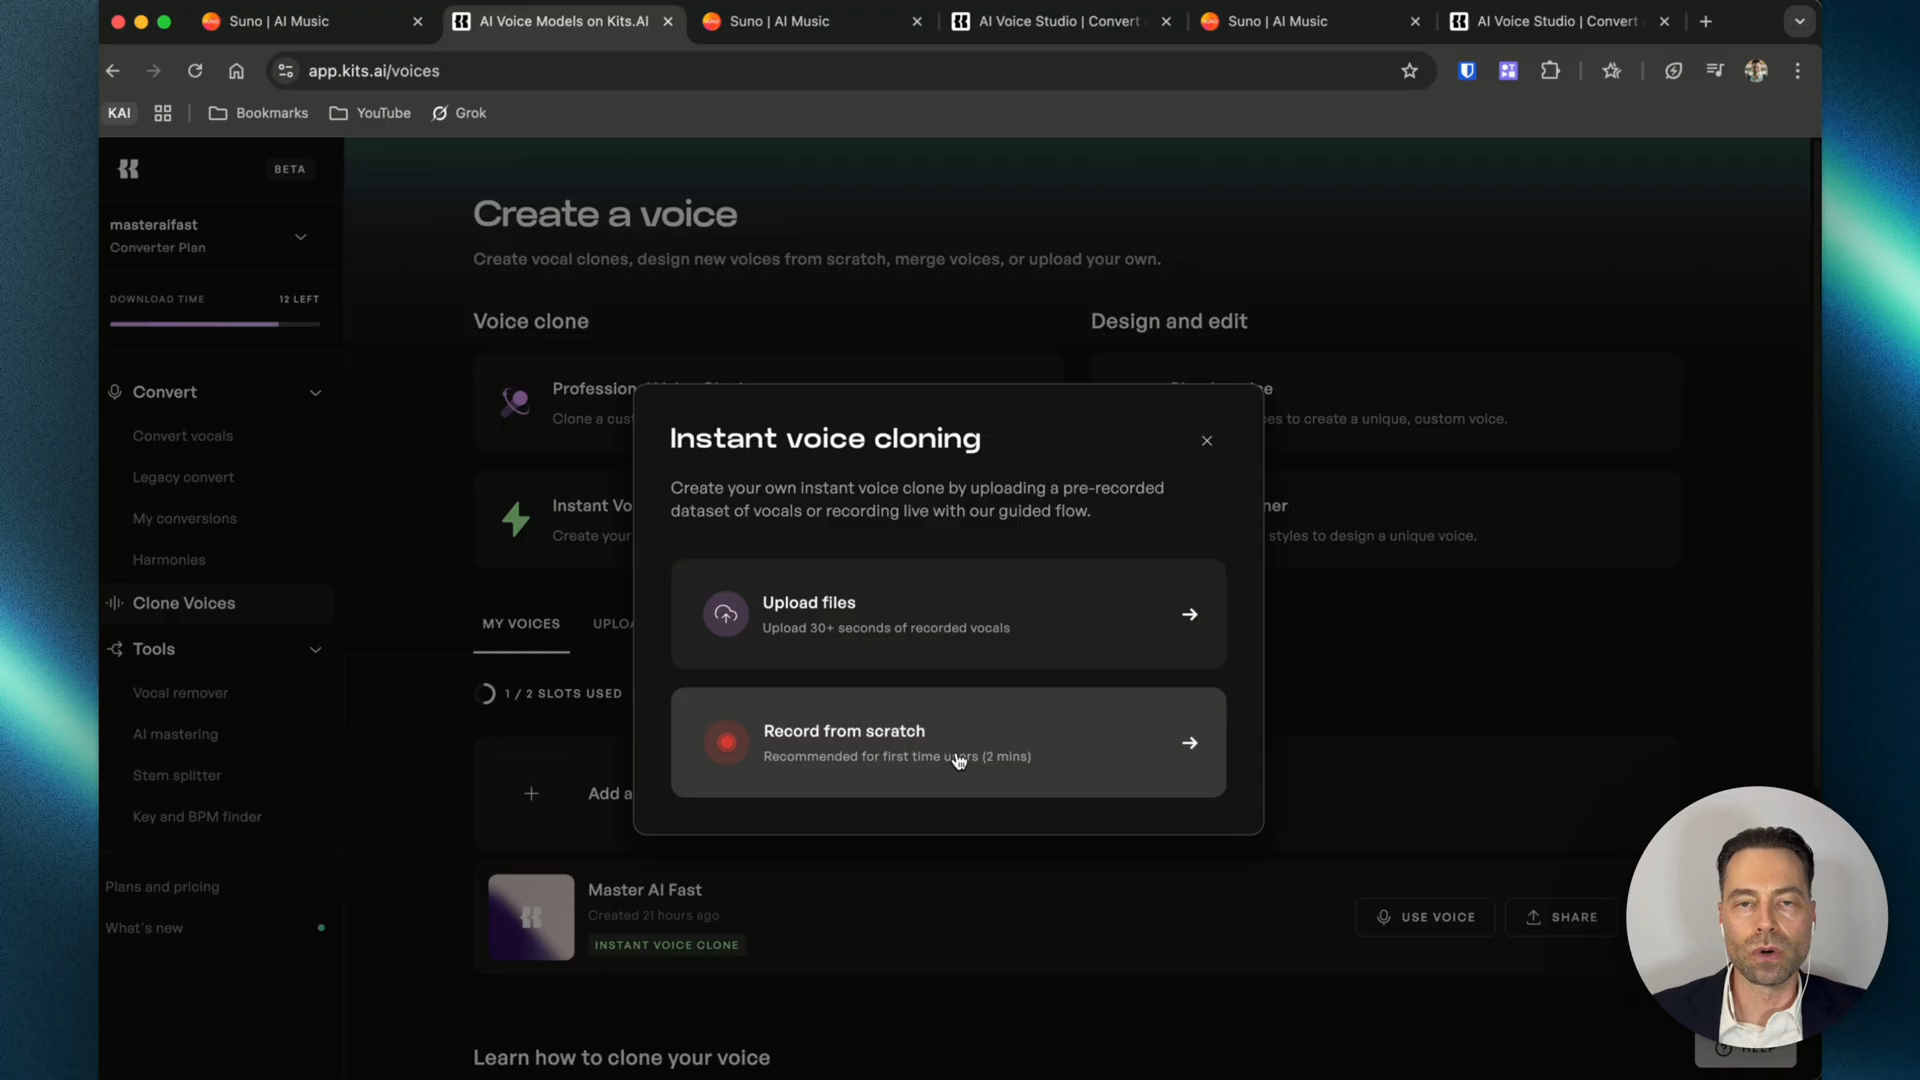 Suno | AI Music
AI Voice Models on Kits.AI
Suno | AI Music
AI Voice Studio | Convert
Suno | AI Music
AI Voice Studio | Convert
app.kits.ai/voices
KAI
Bookmarks
YouTube
Grok
BETA
masteraifast
Converter Plan
DOWNLOAD TIME
12 LEFT
Convert
Convert vocals
Legacy convert
My conversions
Harmonies
Clone Voices
Tools
Vocal remover
AI mastering
Stem splitter
Key and BPM finder
Plans and pricing
What's new
Create a voice
Create vocal clones, design new voices from scratch, merge voices, or upload your own.
Voice clone
Design and edit
Profession
Clone a cus
ces to create a unique, custom voice.
Instant Vo
Create your
ner
styles to design a unique voice.
MY VOICES
UPLOA
1 / 2 SLOTS USED
Add a
Instant voice cloning
Create your own instant voice clone by uploading a pre-recorded
dataset of vocals or recording live with our guided flow.
Upload files
Upload 30+ seconds of recorded vocals
Record from scratch
Recommended for first time users (2 mins)
Master AI Fast
Created 21 hours ago
INSTANT VOICE CLONE
USE VOICE
SHARE
Learn how to clone your voice
HELP